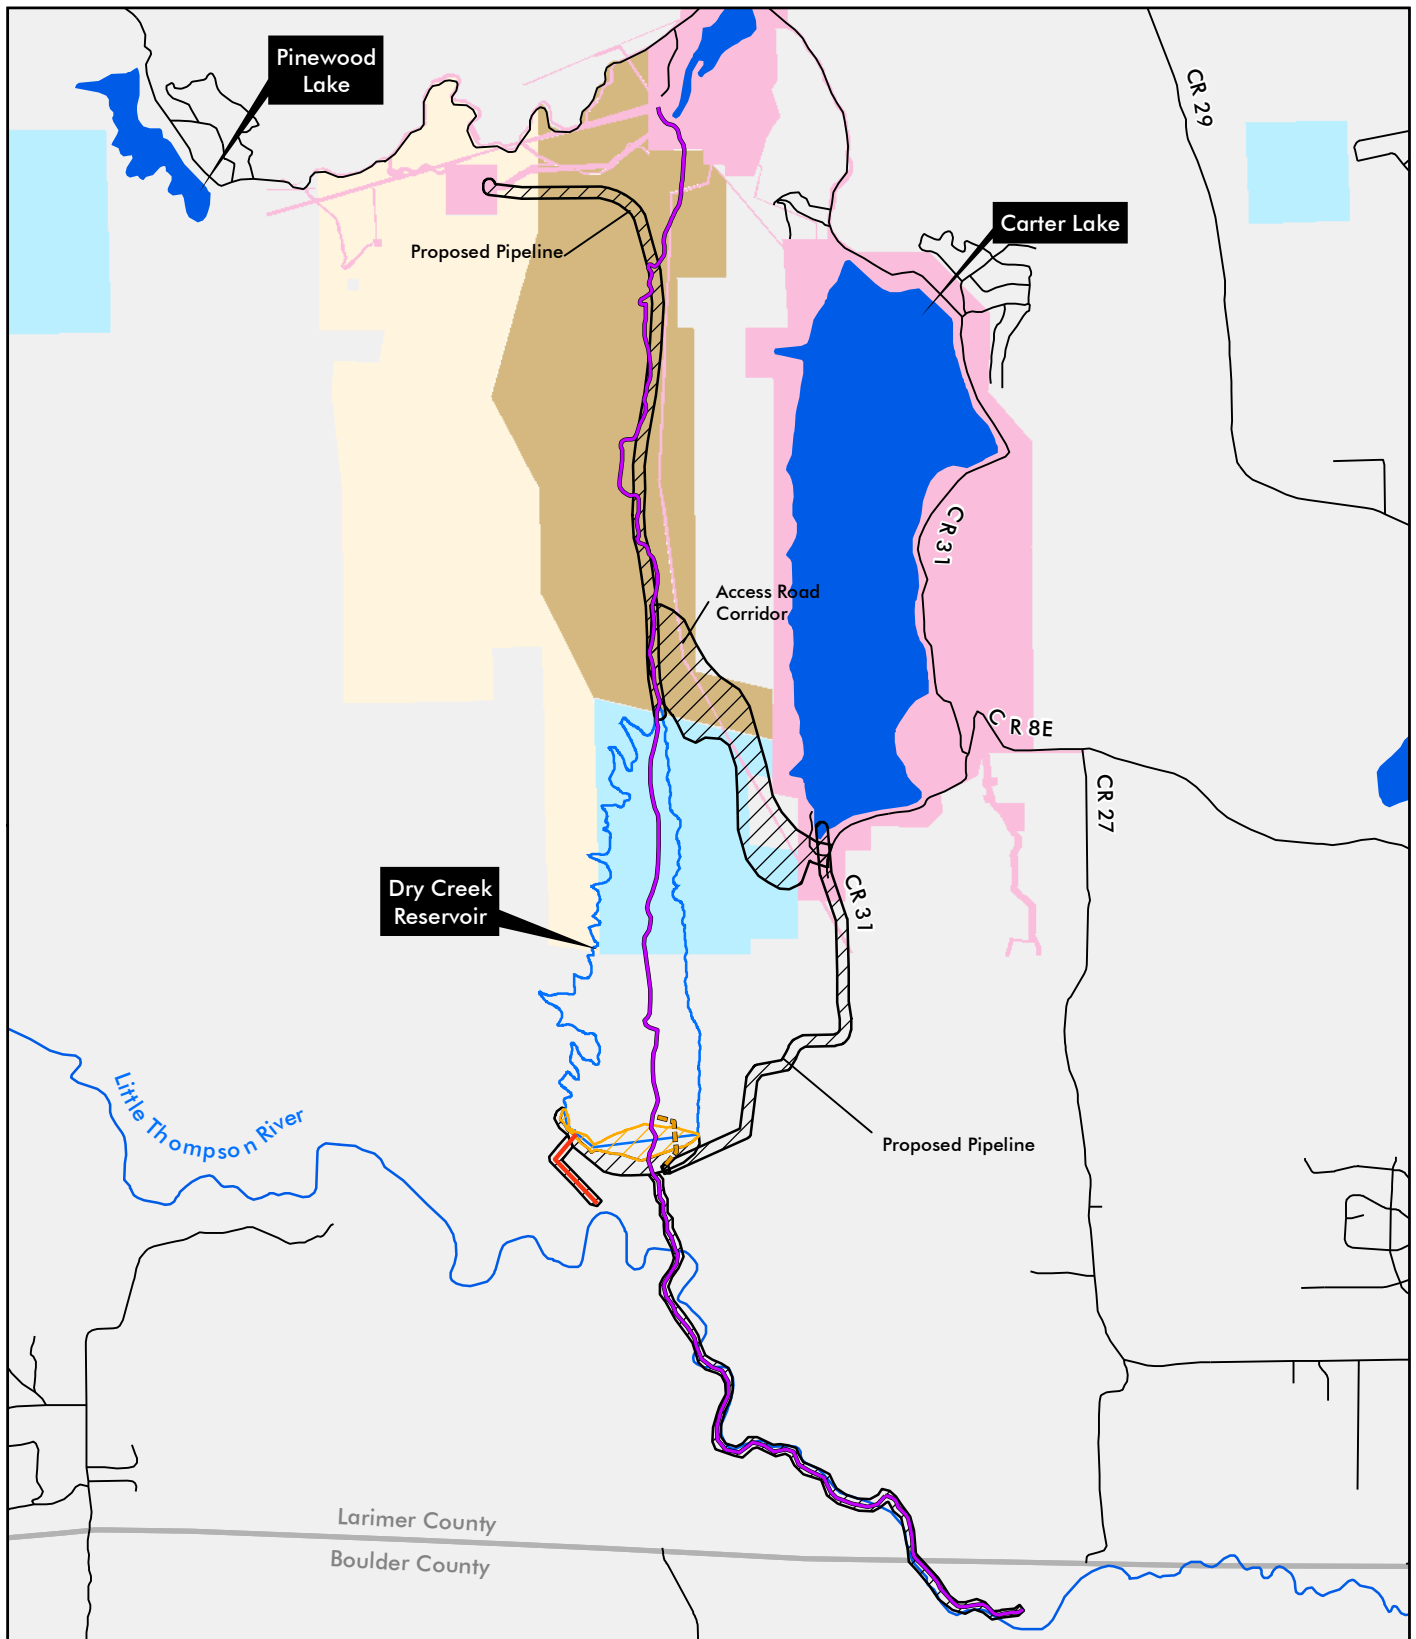 Pinewood
Lake
CR 29
Carter Lake
Proposed Pipeline
CR 31
Access Road
Corridor
CR 8E
CR 27
Dry Creek
Reservoir
CR 31
Little Thompson River
Proposed Pipeline
Larimer County
Boulder County